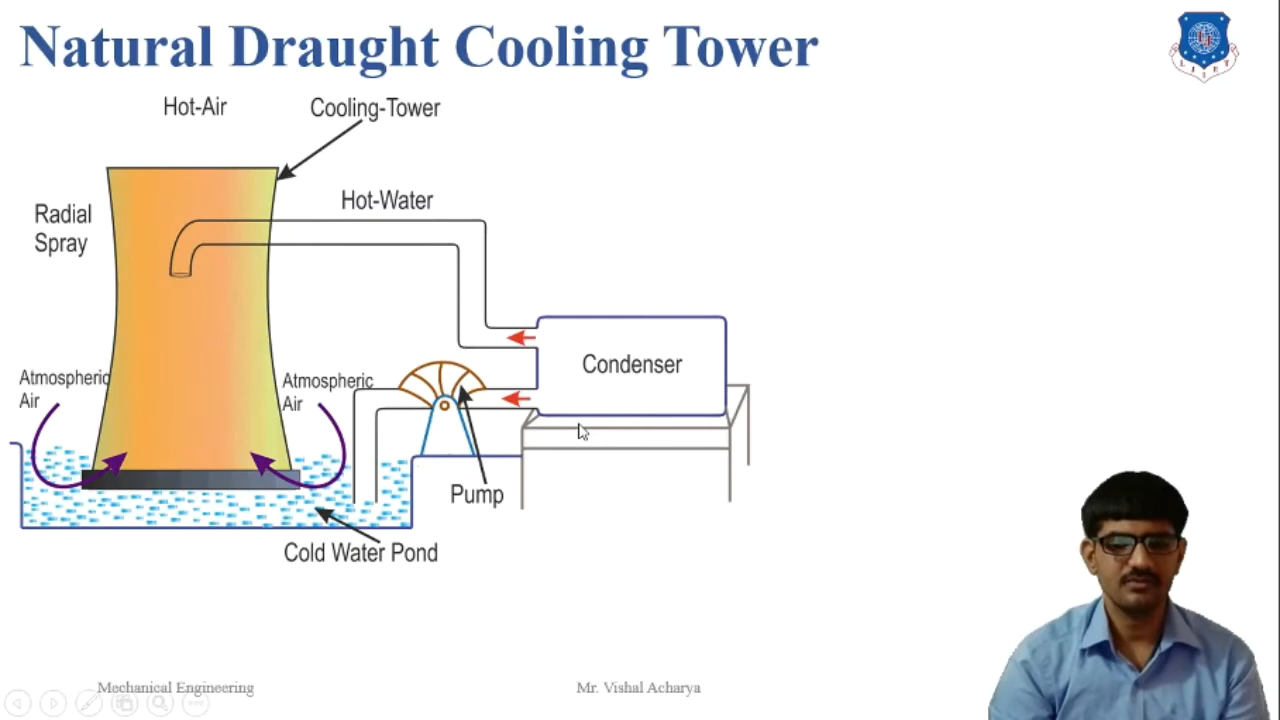 Natural Draught Cooling Tower
Hot-Air
Cooling-Tower
Hot-Water
Radial
Spray
Condenser
Atmospheric
Air
Atmospheric
Air
Pump
Cold Water Pond
Mechanical Engineering
Mr. Vishal Acharya
L J I E T